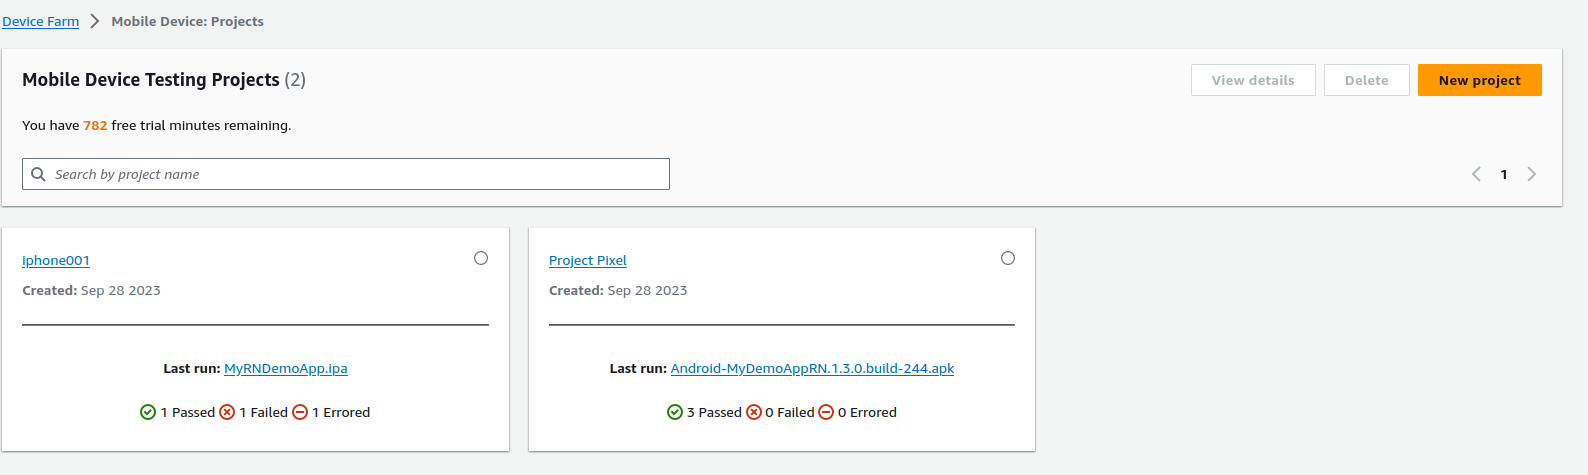 Device Farm > Mobile Device: Projects
Mobile Device Testing Projects (2)
View details
Delete
New project
You have 782 free trial minutes remaining.
Search by project name
1
iphone001
Created: Sep 28 2023
Last run: MyRNDemoApp.ipa
1 Passed 1 Failed 1 Errored
Project Pixel
Created: Sep 28 2023
Last run: Android-MyDemoAppRN.1.3.0.build-244.apk
3 Passed 0 Failed 0 Errored